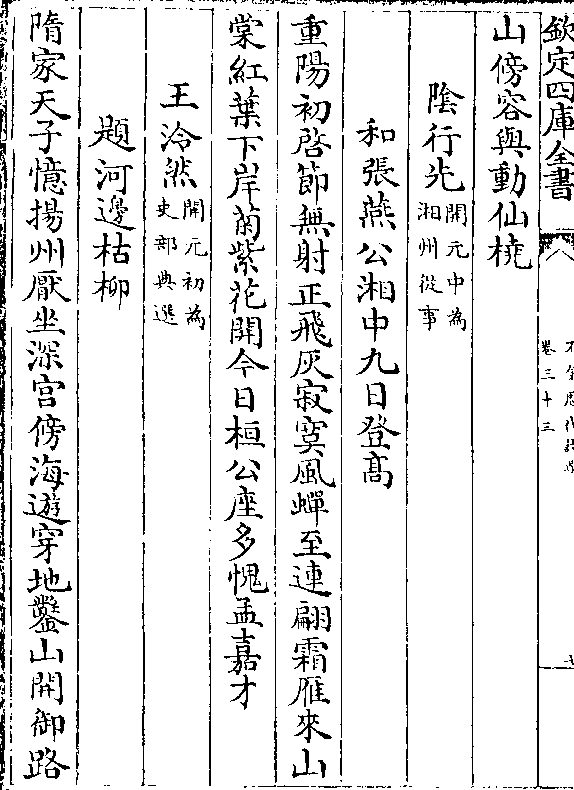 欽定四庫全書
卷三十三
山傍容與動仙橈
陰行先開元中為湘州從事
和張燕公湘中九日登高
重陽初啓節無射正飛灰寂寞風蟬至連翩霜雁來山
棠紅葉下岸菊紫花開今日桓公座多愧孟嘉才
王泠然開元初為吏部典選
題河邊枯柳
隋家天子憶揚州厭坐深宮傍海遊穿地鑿山開御路